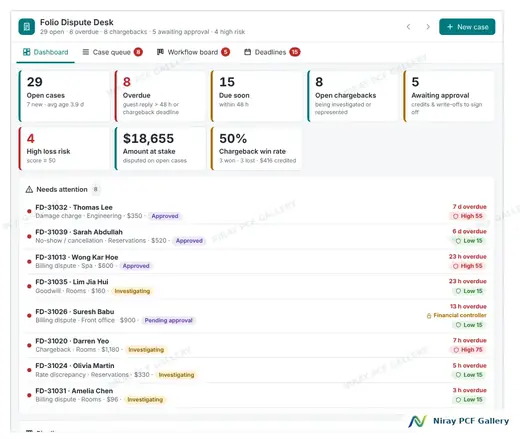 Folio Dispute Desk
29 open · 8 overdue · 8 chargebacks · 5 awaiting approval · 4 high risk
+ New case
Dashboard
Case queue 8
Workflow board 5
Deadlines 15
29
Open cases
7 new · avg age 3.9 d
8
Overdue
guest-reply > 48 h or
chargeback deadline
15
Due soon
within 48 h
8
Open chargebacks
being investigated or
represented
5
Awaiting approval
credits & write-offs to sign
off
4
High loss risk
score ≥ 50
$18,655
Amount at stake
disputed on open cases
50%
Chargeback win rate
3 won · 3 lost · $416 credited
Needs attention 8
FD-31032 · Thomas Lee
Damage charge · Engineering · $350 · Approved
7 d overdue
High 55
FD-31039 · Sarah Abdullah
No-show / cancellation · Reservations · $520 · Approved
6 d overdue
Low 15
FD-31013 · Wong Kar Hoe
Billing dispute · Spa · $600 · Approved
23 h overdue
High 55
FD-31035 · Lim Jia Hui
Goodwill · Rooms · $160 · Investigating
23 h overdue
Low 15
FD-31026 · Suresh Babu
Billing dispute · Front office · $900 · Pending approval
13 h overdue
Financial controller
Low 15
FD-31020 · Darren Yeo
Chargeback · Rooms · $1,180 · Investigating
7 h overdue
High 75
FD-31024 · Olivia Martin
Rate discrepancy · Reservations · $330 · Investigating
5 h overdue
Low 15
FD-31031 · Amelia Chen
Billing dispute · Rooms · $96 · Investigating
3 h overdue
Low 15
Niray PCF Gallery